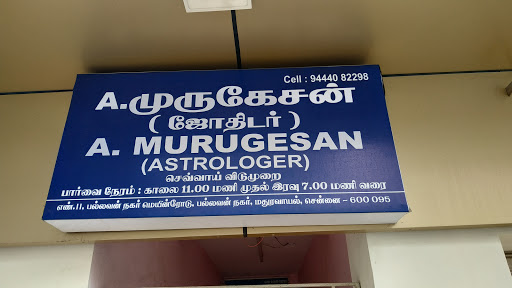 Cell : 94440 82298
A.முருகேசன்
( ஜோதிடர் )
A. MURUGESAN
(ASTROLOGER)
செவ்வாய் விடுமுறை
பார்வை நேரம் : காலை 11.00 மணி முதல் இரவு 7.00 மணி வரை
எண்.11, பல்லவன் நகர் மெயின்ரோடு, பல்லவன் நகர், மதுரவாயல், சென்னை - 600 095